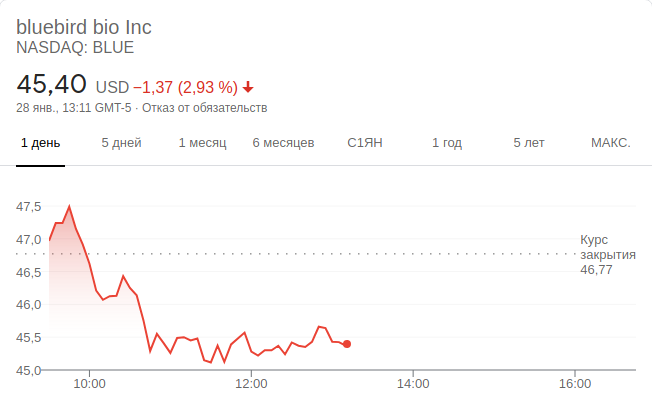 bluebird bio Inc
NASDAQ: BLUE
45,40 USD −1,37 (2,93 %)
28 янв., 13:11 GMT-5 · Отказ от обязательств
1 день 5 дней 1 месяц 6 месяцев С1ЯН 1 год 5 лет МАКС.
47,5
47,0
46,5
46,0
45,5
45,0
Курс
закрытия
46,77
10:00 12:00 14:00 16:00